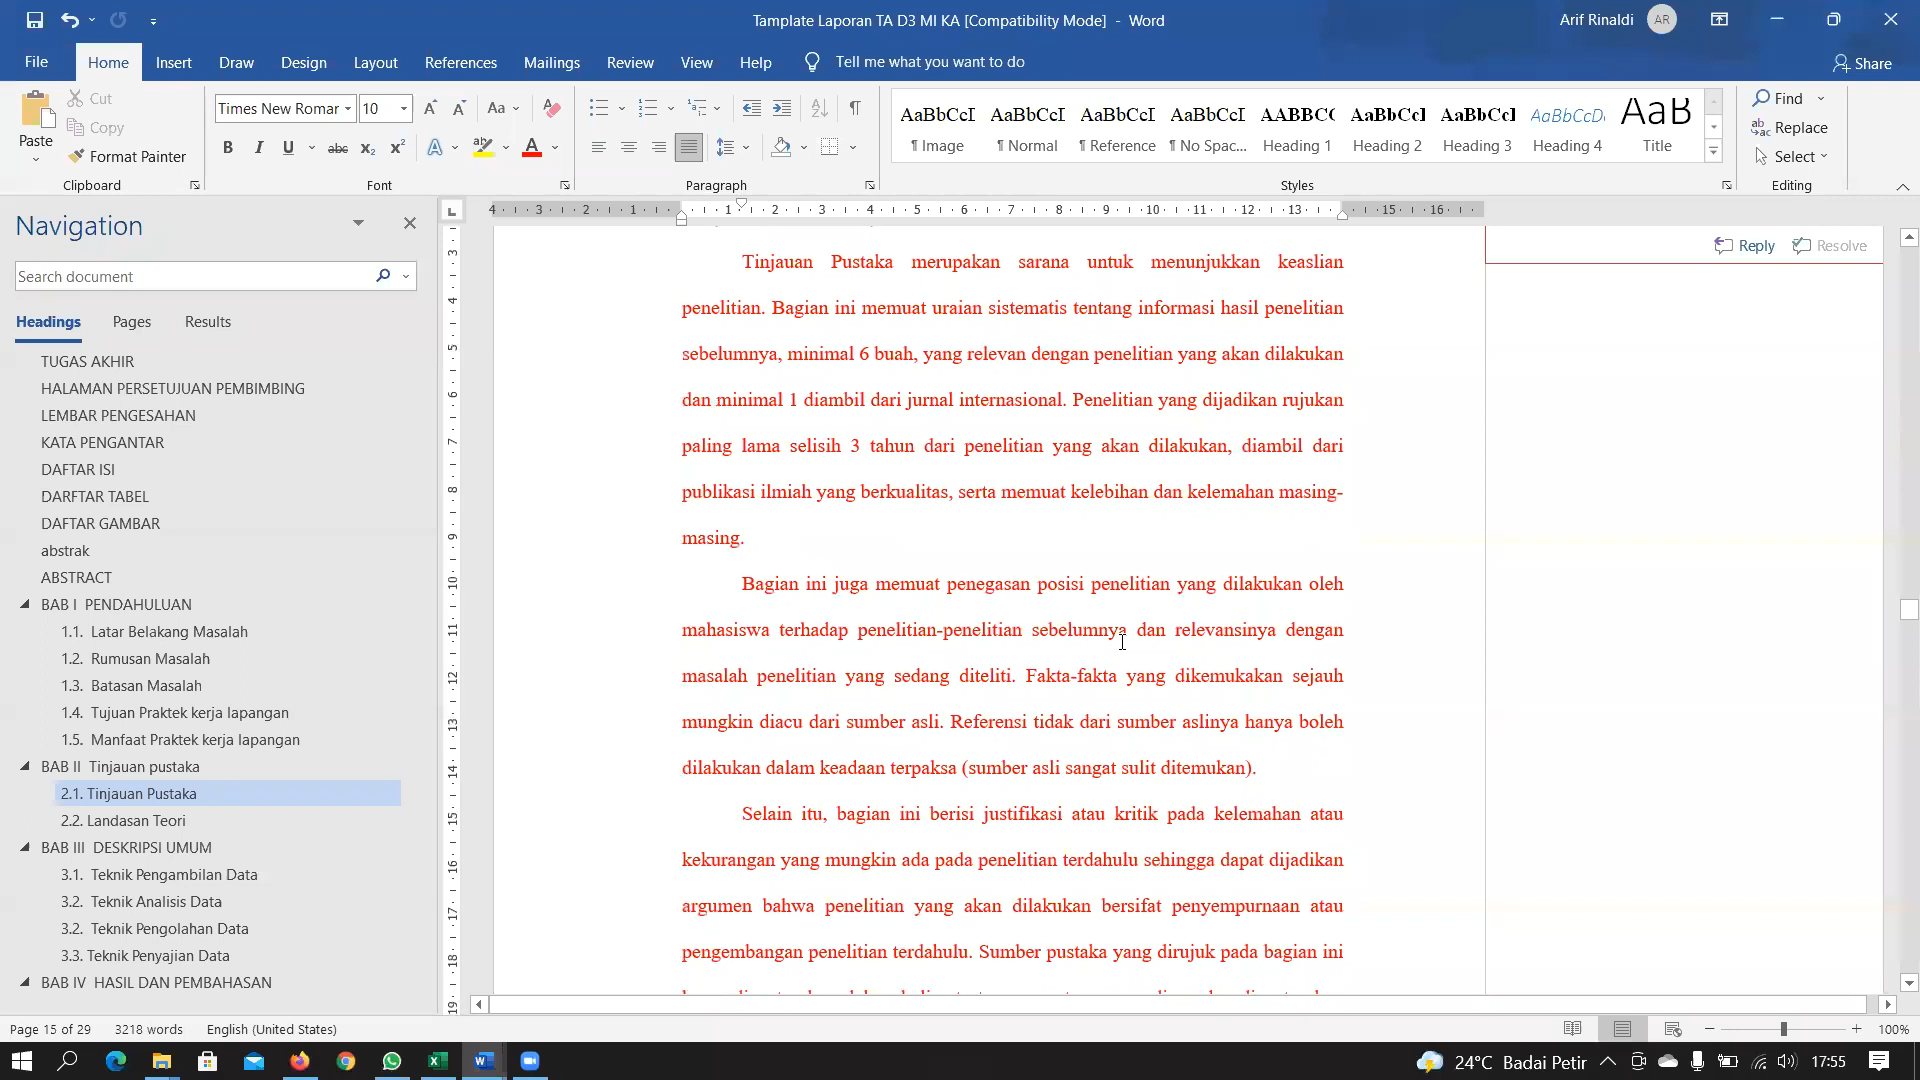 Tamplate Laporan TA D3 MI KA [Compatibility Mode] - Word
Arif Rinaldi AR
File Home Insert Draw Design Layout References Mailings Review View Help Tell me what you want to do Share
Paste
Cut
Copy
Format Painter
Clipboard
Times New Romar 10
Font
Paragraph
AaBbCcI AaBbCcI AaBbCcI AaBbCcI AABBC( AaBbCcI AaBbCcI AaBbCcD AaB
¶ Image ¶ Normal ¶ Reference ¶ No Spac... Heading 1 Heading 2 Heading 3 Heading 4 Title
Styles
Find
Replace
Select
Editing
Navigation
Search document
Headings Pages Results
TUGAS AKHIR
HALAMAN PERSETUJUAN PEMBIMBING
LEMBAR PENGESAHAN
KATA PENGANTAR
DAFTAR ISI
DARFTAR TABEL
DAFTAR GAMBAR
abstrak
ABSTRACT
BAB I PENDAHULUAN
1.1. Latar Belakang Masalah
1.2. Rumusan Masalah
1.3. Batasan Masalah
1.4. Tujuan Praktek kerja lapangan
1.5. Manfaat Praktek kerja lapangan
BAB II Tinjauan pustaka
2.1. Tinjauan Pustaka
2.2. Landasan Teori
BAB III DESKRIPSI UMUM
3.1. Teknik Pengambilan Data
3.2. Teknik Analisis Data
3.2. Teknik Pengolahan Data
3.3. Teknik Penyajian Data
BAB IV HASIL DAN PEMBAHASAN
Tinjauan Pustaka merupakan sarana untuk menunjukkan keaslian
penelitian. Bagian ini memuat uraian sistematis tentang informasi hasil penelitian
sebelumnya, minimal 6 buah, yang relevan dengan penelitian yang akan dilakukan
dan minimal 1 diambil dari jurnal internasional. Penelitian yang dijadikan rujukan
paling lama selisih 3 tahun dari penelitian yang akan dilakukan, diambil dari
publikasi ilmiah yang berkualitas, serta memuat kelebihan dan kelemahan masing-
masing.
Bagian ini juga memuat penegasan posisi penelitian yang dilakukan oleh
mahasiswa terhadap penelitian-penelitian sebelumnya dan relevansinya dengan
masalah penelitian yang sedang diteliti. Fakta-fakta yang dikemukakan sejauh
mungkin diacu dari sumber asli. Referensi tidak dari sumber aslinya hanya boleh
dilakukan dalam keadaan terpaksa (sumber asli sangat sulit ditemukan).
Selain itu, bagian ini berisi justifikasi atau kritik pada kelemahan atau
kekurangan yang mungkin ada pada penelitian terdahulu sehingga dapat dijadikan
argumen bahwa penelitian yang akan dilakukan bersifat penyempurnaan atau
pengembangan penelitian terdahulu. Sumber pustaka yang dirujuk pada bagian ini
Reply Resolve
Page 15 of 29 3218 words English (United States) 100%
24°C Badai Petir 17:55